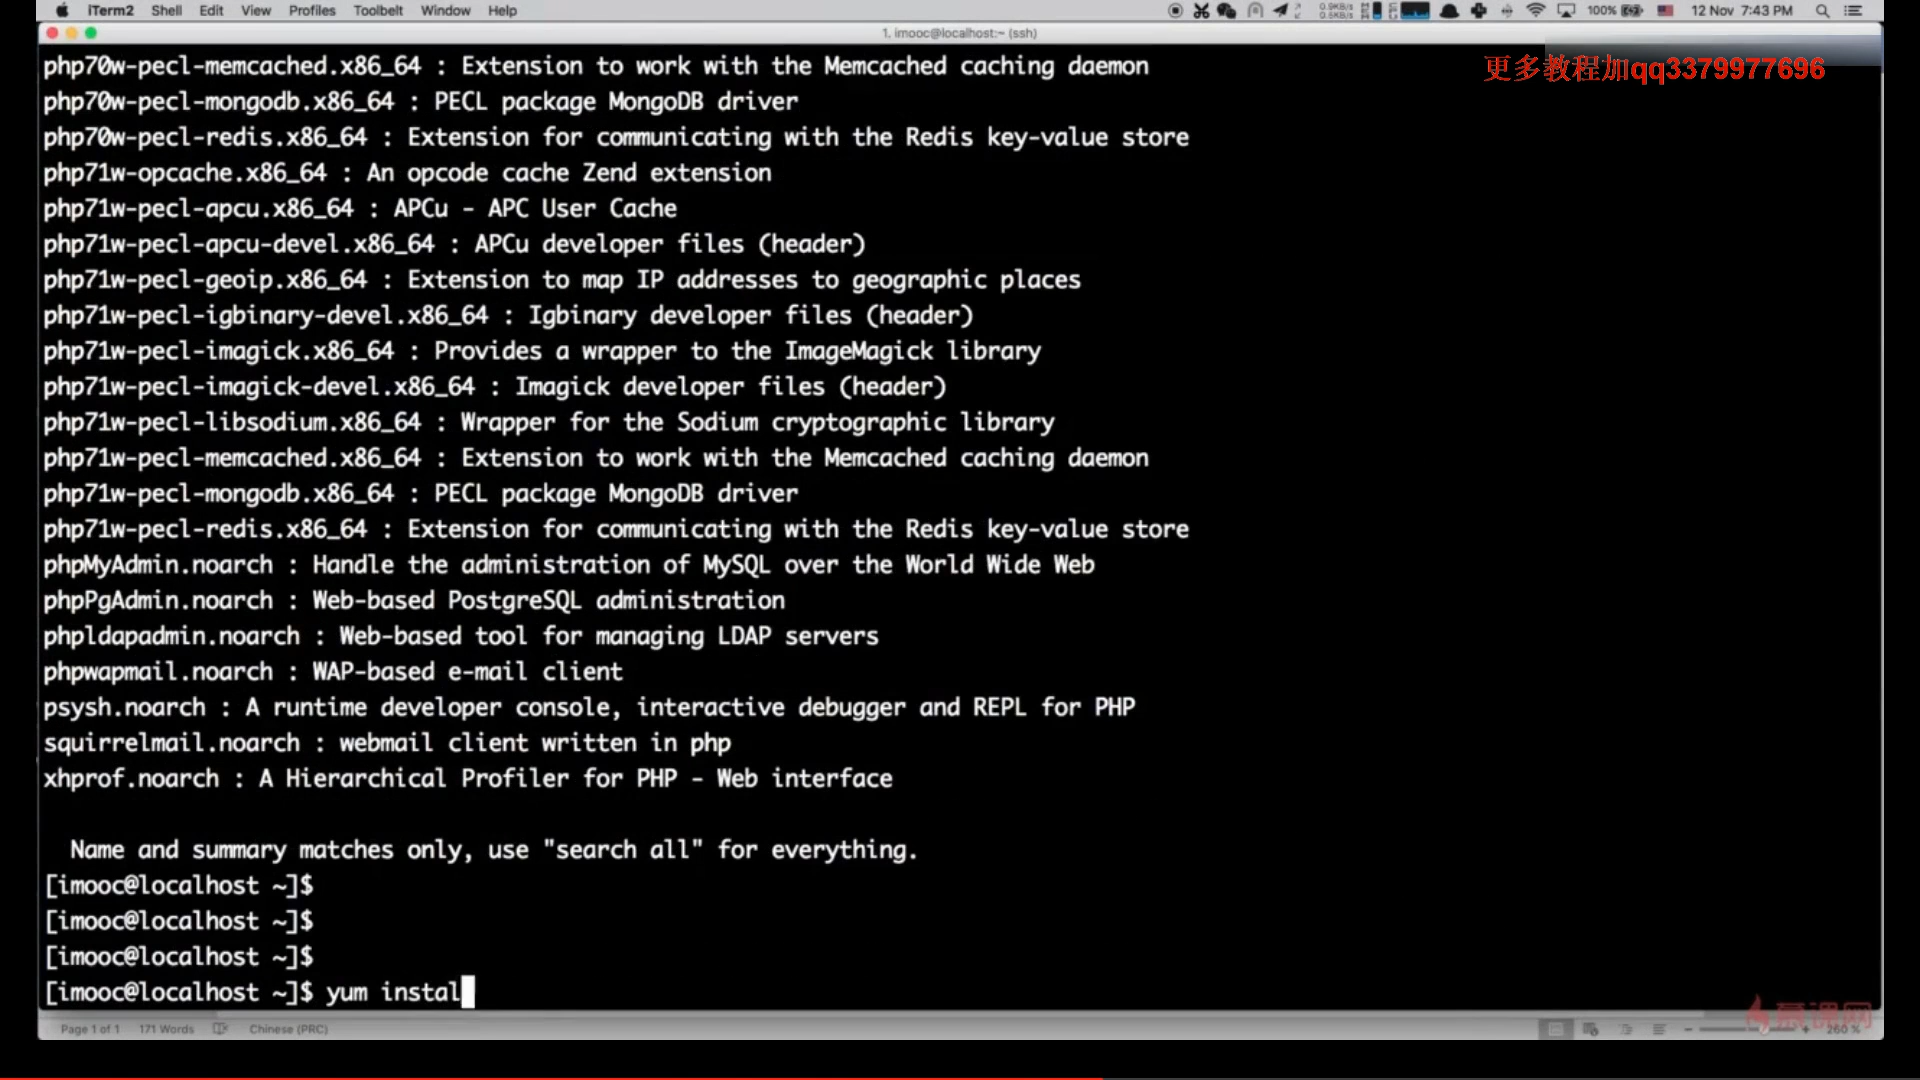 iTerm2 Shell Edit View Profiles Toolbelt Window Help 100% 12 Nov 7:43 PM
1. imooc@localhost:~ (ssh)
更多教程加qq3379977696
php70w-pecl-memcached.x86_64 : Extension to work with the Memcached caching daemon
php70w-pecl-mongodb.x86_64 : PECL package MongoDB driver
php70w-pecl-redis.x86_64 : Extension for communicating with the Redis key-value store
php71w-opcache.x86_64 : An opcode cache Zend extension
php71w-pecl-apcu.x86_64 : APCu - APC User Cache
php71w-pecl-apcu-devel.x86_64 : APCu developer files (header)
php71w-pecl-geoip.x86_64 : Extension to map IP addresses to geographic places
php71w-pecl-igbinary-devel.x86_64 : Igbinary developer files (header)
php71w-pecl-imagick.x86_64 : Provides a wrapper to the ImageMagick library
php71w-pecl-imagick-devel.x86_64 : Imagick developer files (header)
php71w-pecl-libsodium.x86_64 : Wrapper for the Sodium cryptographic library
php71w-pecl-memcached.x86_64 : Extension to work with the Memcached caching daemon
php71w-pecl-mongodb.x86_64 : PECL package MongoDB driver
php71w-pecl-redis.x86_64 : Extension for communicating with the Redis key-value store
phpMyAdmin.noarch : Handle the administration of MySQL over the World Wide Web
phpPgAdmin.noarch : Web-based PostgreSQL administration
phpldapadmin.noarch : Web-based tool for managing LDAP servers
phpwapmail.noarch : WAP-based e-mail client
psysh.noarch : A runtime developer console, interactive debugger and REPL for PHP
squirrelmail.noarch : webmail client written in php
xhprof.noarch : A Hierarchical Profiler for PHP - Web interface
Name and summary matches only, use "search all" for everything.
[imooc@localhost ~]$
[imooc@localhost ~]$
[imooc@localhost ~]$
[imooc@localhost ~]$ yum instal
Page 1 of 1 171 Words Chinese (PRC) 260%
慕课网